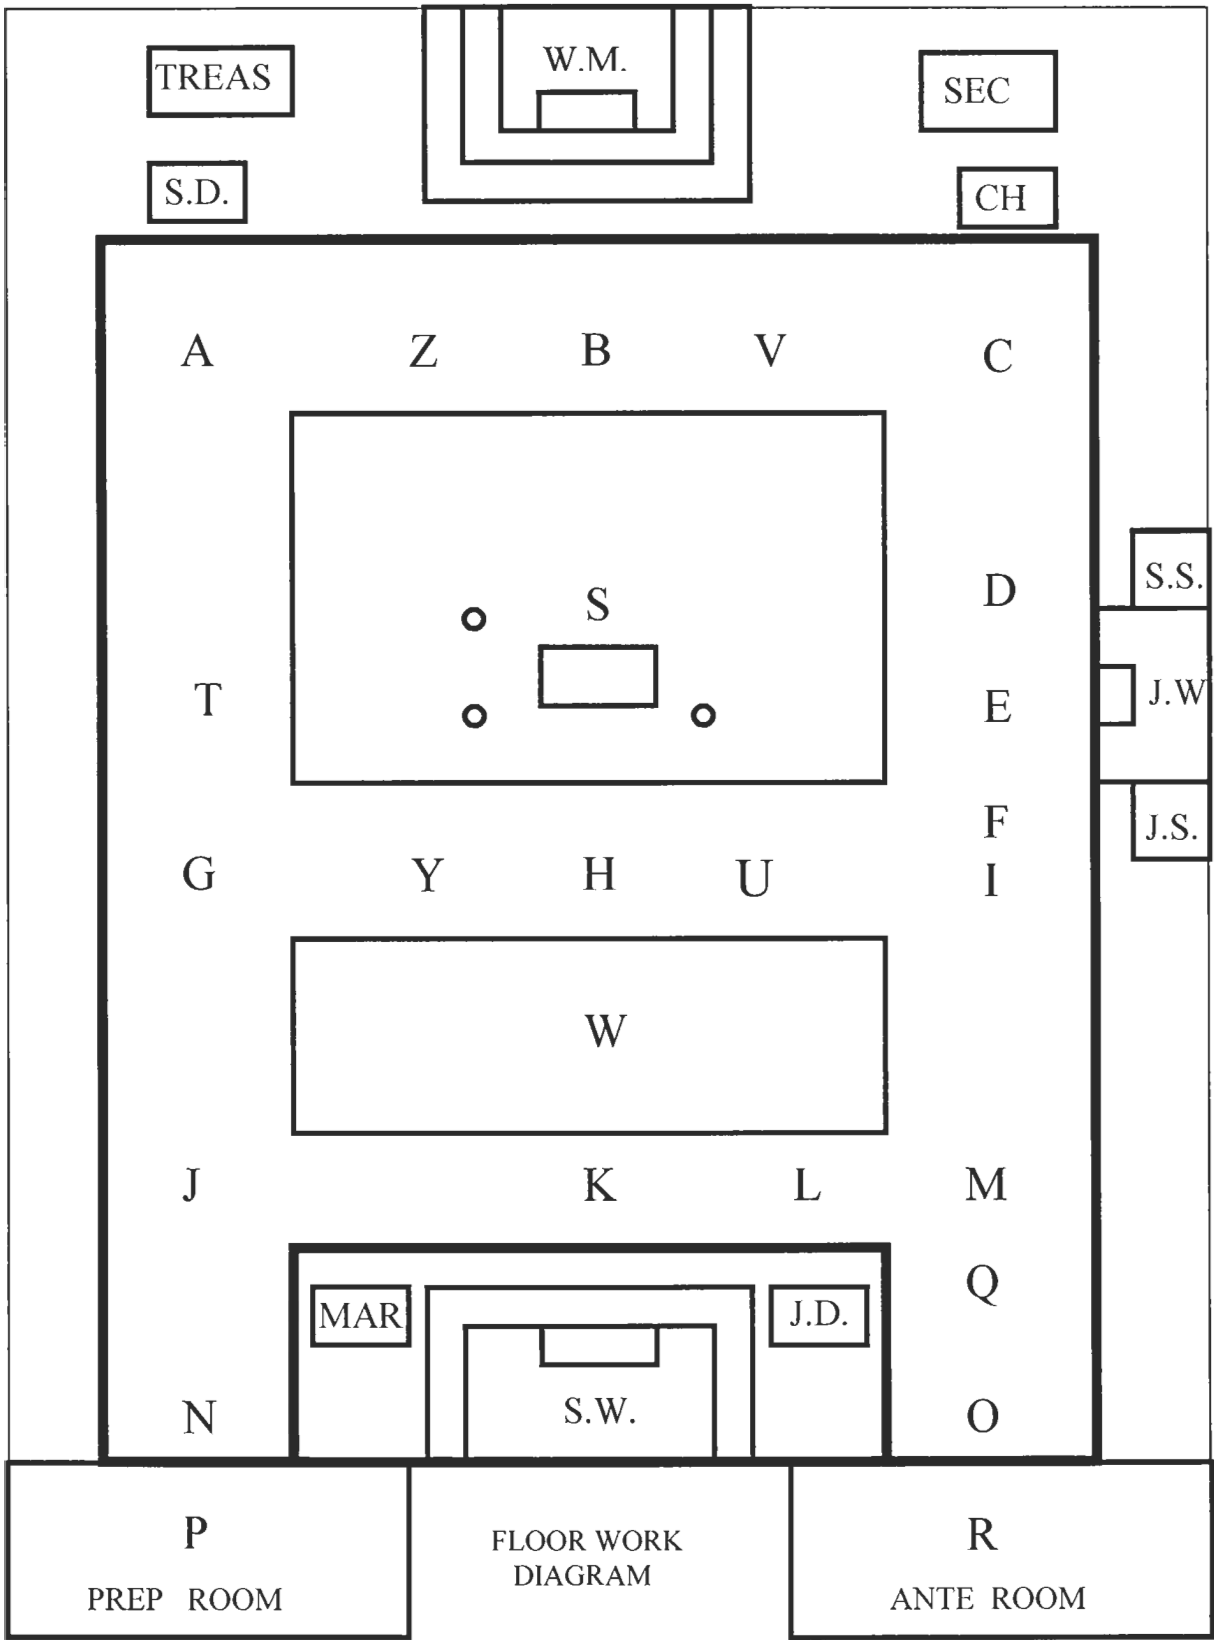 W.M.
TREAS
SEC
S.D.
CH
A Z B V C
S.S.
D
S
J.W
T
E
F
J.S.
G Y H U I
W
J K L M
Q
MAR
J.D.
S.W.
N
O
P
R
FLOOR WORK
DIAGRAM
PREP ROOM
ANTE ROOM